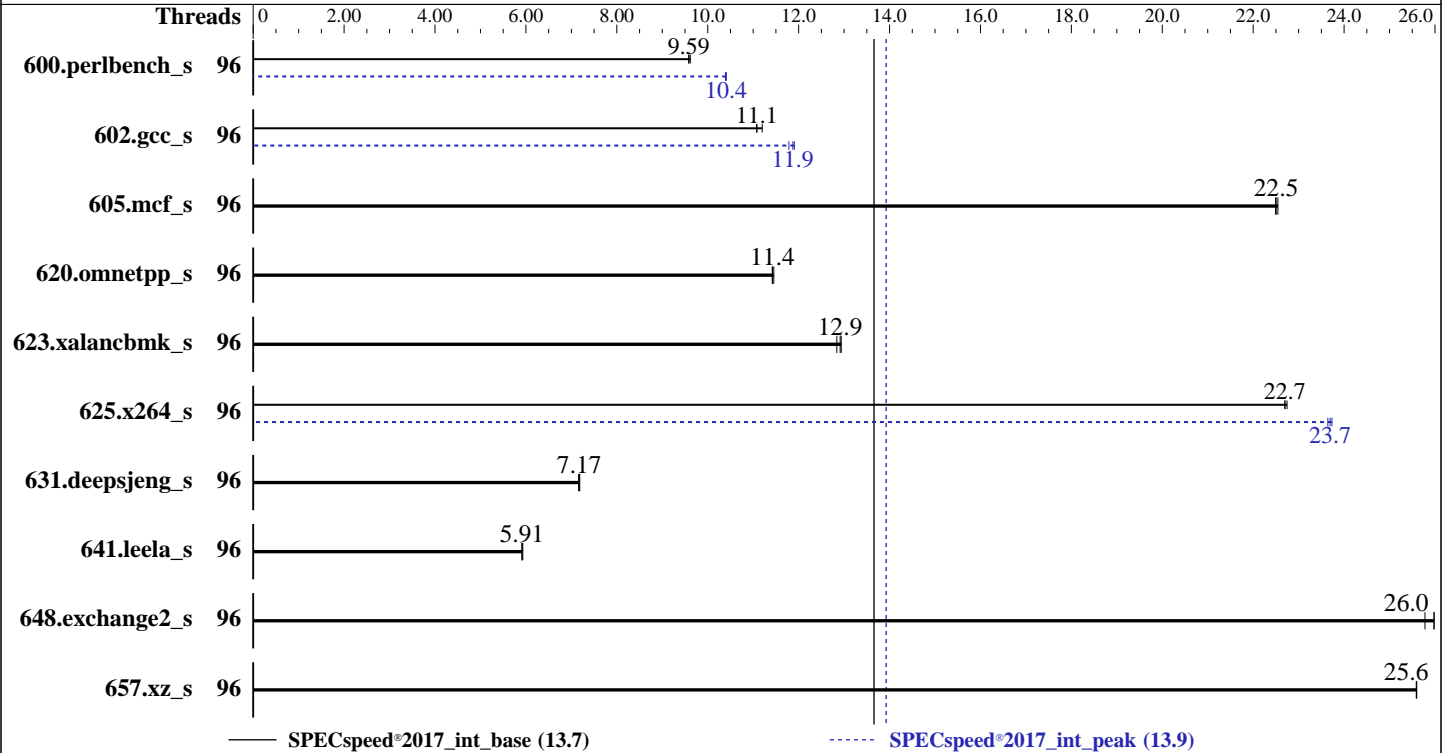 Threads 0 2.00 4.00 6.00 8.00 10.0 12.0 14.0 16.0 18.0 20.0 22.0 24.0 26.0
9.59
600.perlbench_s 96
10.4
11.1
602.gcc_s 96
11.9
22.5
605.mcf_s 96
11.4
620.omnetpp_s 96
12.9
623.xalancbmk_s 96
22.7
625.x264_s 96
23.7
7.17
631.deepsjeng_s 96
5.91
641.leela_s 96
26.0
648.exchange2_s 96
25.6
657.xz_s 96
SPECspeed®2017_int_base (13.7) SPECspeed®2017_int_peak (13.9)